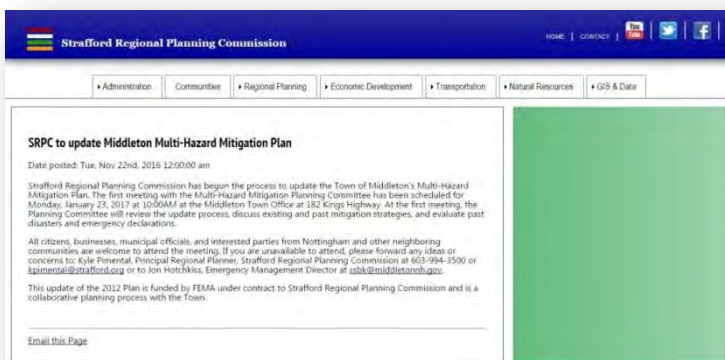 Strafford Regional Planning Commission
HOME | CONTACT | You Tube
Administration Communities Regional Planning Economic Development Transportation Natural Resources GIS & Data
SRPC to update Middleton Multi-Hazard Mitigation Plan
Date posted: Tue, Nov 22nd, 2016 12:00:00 am
Strafford Regional Planning Commission has begun the process to update the Town of Middleton's Multi-Hazard
Mitigation Plan. The first meeting with the Multi-Hazard Mitigation Planning Committee has been scheduled for
Monday, January 23, 2017 at 10:00AM at the Middleton Town Office at 182 Kings Highway. At the first meeting, the
Planning Committee will review the update process, discuss existing and past mitigation strategies, and evaluate past
disasters and emergency declarations.
All citizens, businesses, municipal officials, and interested parties from Nottingham and other neighboring
communities are welcome to attend the meeting. If you are unavailable to attend, please forward any ideas or
concerns to: Kyle Pimental, Principal Regional Planner, Strafford Regional Planning Commission at 603-994-3500 or
kpimental@strafford.org or to Jon Hotchkiss, Emergency Management Director at ssbk@middletonnh.gov.
This update of the 2012 Plan is funded by FEMA under contract to Strafford Regional Planning Commission and is a
collaborative planning process with the Town.
Email this Page